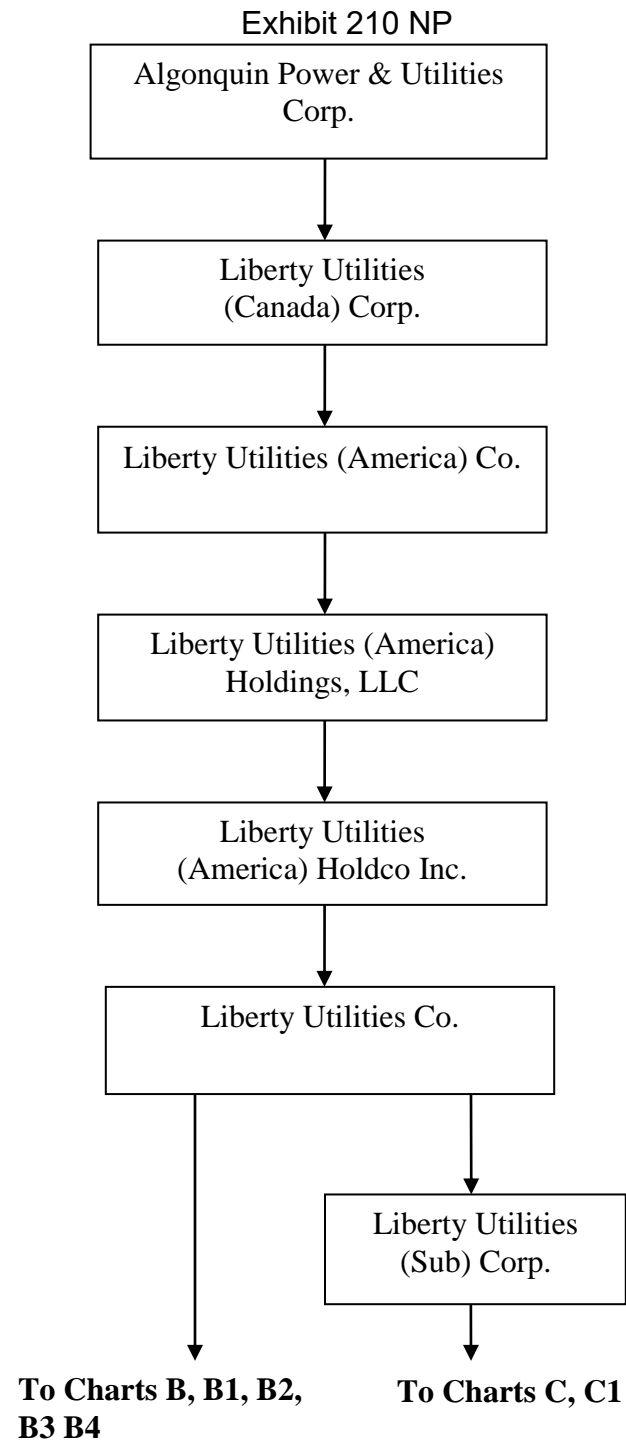 Exhibit 210 NP
Algonquin Power & Utilities
Corp.
Liberty Utilities
(Canada) Corp.
Liberty Utilities (America) Co.
Liberty Utilities (America)
Holdings, LLC
Liberty Utilities
(America) Holdco Inc.
Liberty Utilities Co.
Liberty Utilities
(Sub) Corp.
To Charts B, B1, B2,
B3 B4
To Charts C, C1